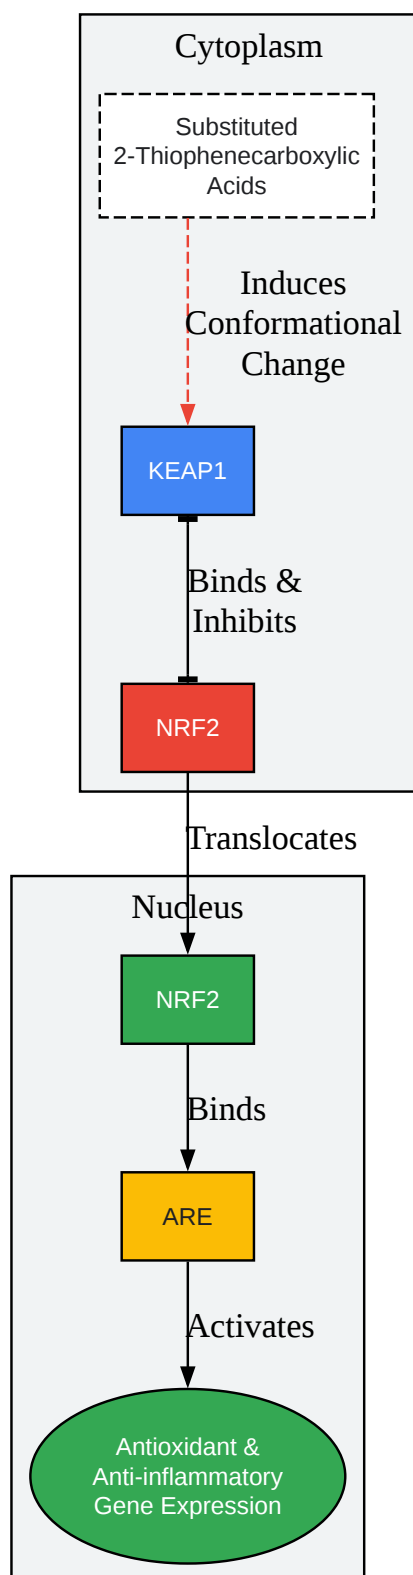 Cytoplasm
Substituted
2-Thiophenecarboxylic
Acids
Induces
Conformational
Change
KEAP1
Binds &
Inhibits
NRF2
Translocates
Nucleus
NRF2
Binds
ARE
Activates
Antioxidant &
Anti-inflammatory
Gene Expression